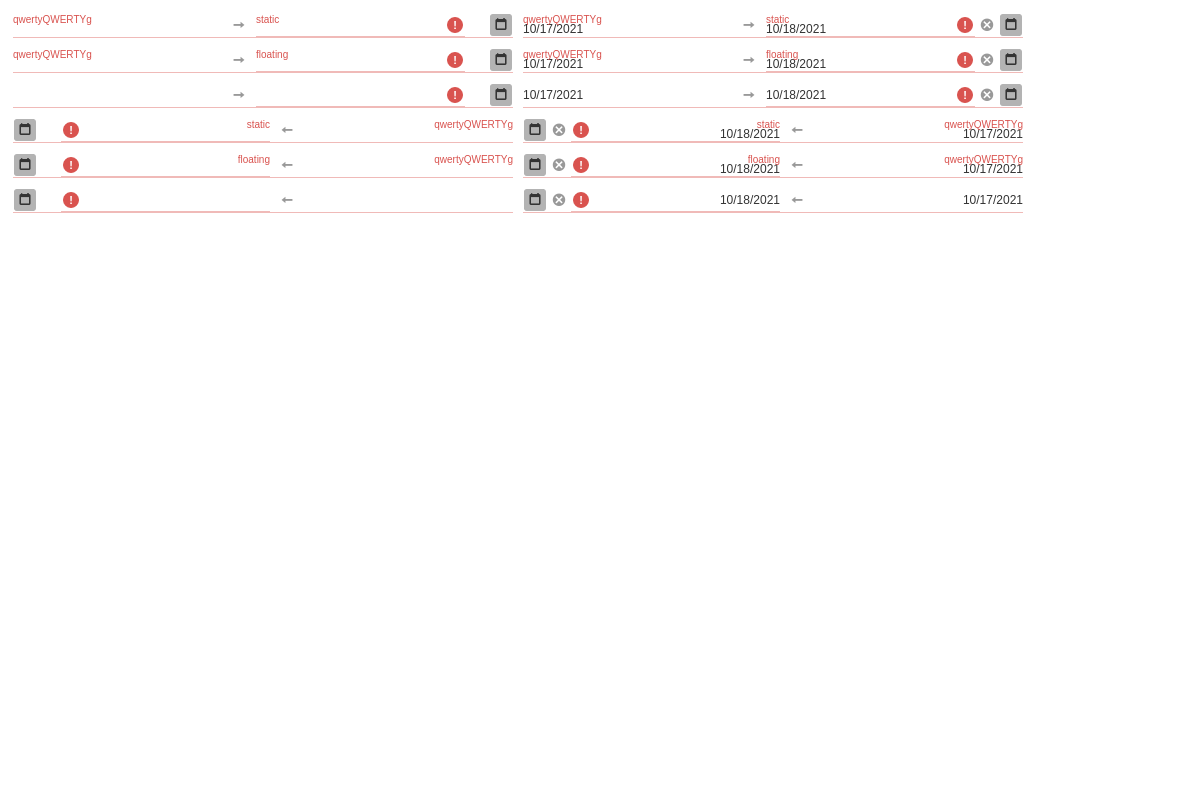 qwertyQWERTYg static qwertyQWERTYg static
10/17/2021 10/18/2021
qwertyQWERTYg floating qwertyQWERTYg floating
10/17/2021 10/18/2021
10/17/2021 10/18/2021
static qwertyQWERTYg static qwertyQWERTYg
10/18/2021 10/17/2021
floating qwertyQWERTYg floating qwertyQWERTYg
10/18/2021 10/17/2021
10/18/2021 10/17/2021